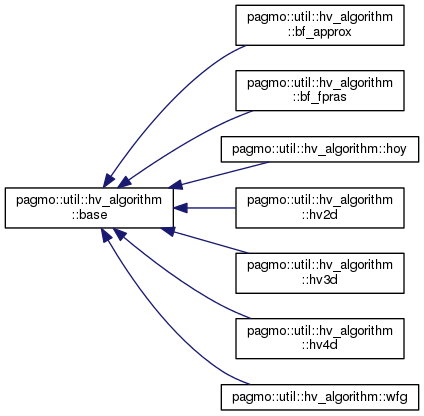 pagmo::util::hv_algorithm
::bf_approx
pagmo::util::hv_algorithm
::bf_fpras
pagmo::util::hv_algorithm::hoy
pagmo::util::hv_algorithm
::base
pagmo::util::hv_algorithm
::hv2d
pagmo::util::hv_algorithm
::hv3d
pagmo::util::hv_algorithm
::hv4d
pagmo::util::hv_algorithm::wfg